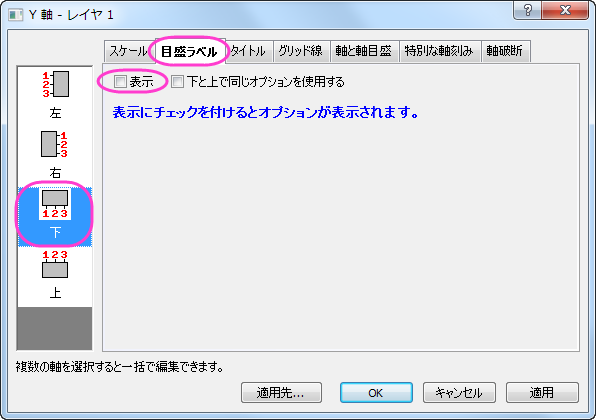 Y 軸 - レイヤ 1
スケール 目盛ラベル タイトル グリッド線 軸と軸目盛 特別な軸刻み 軸破断
表示 下と上で同じオプションを使用する
表示にチェックを付けるとオプションが表示されます。
1
2
3
左
1
2
3
右
1 2 3
下
1 2 3
上
複数の軸を選択すると一括で編集できます。
適用先... OK キャンセル 適用